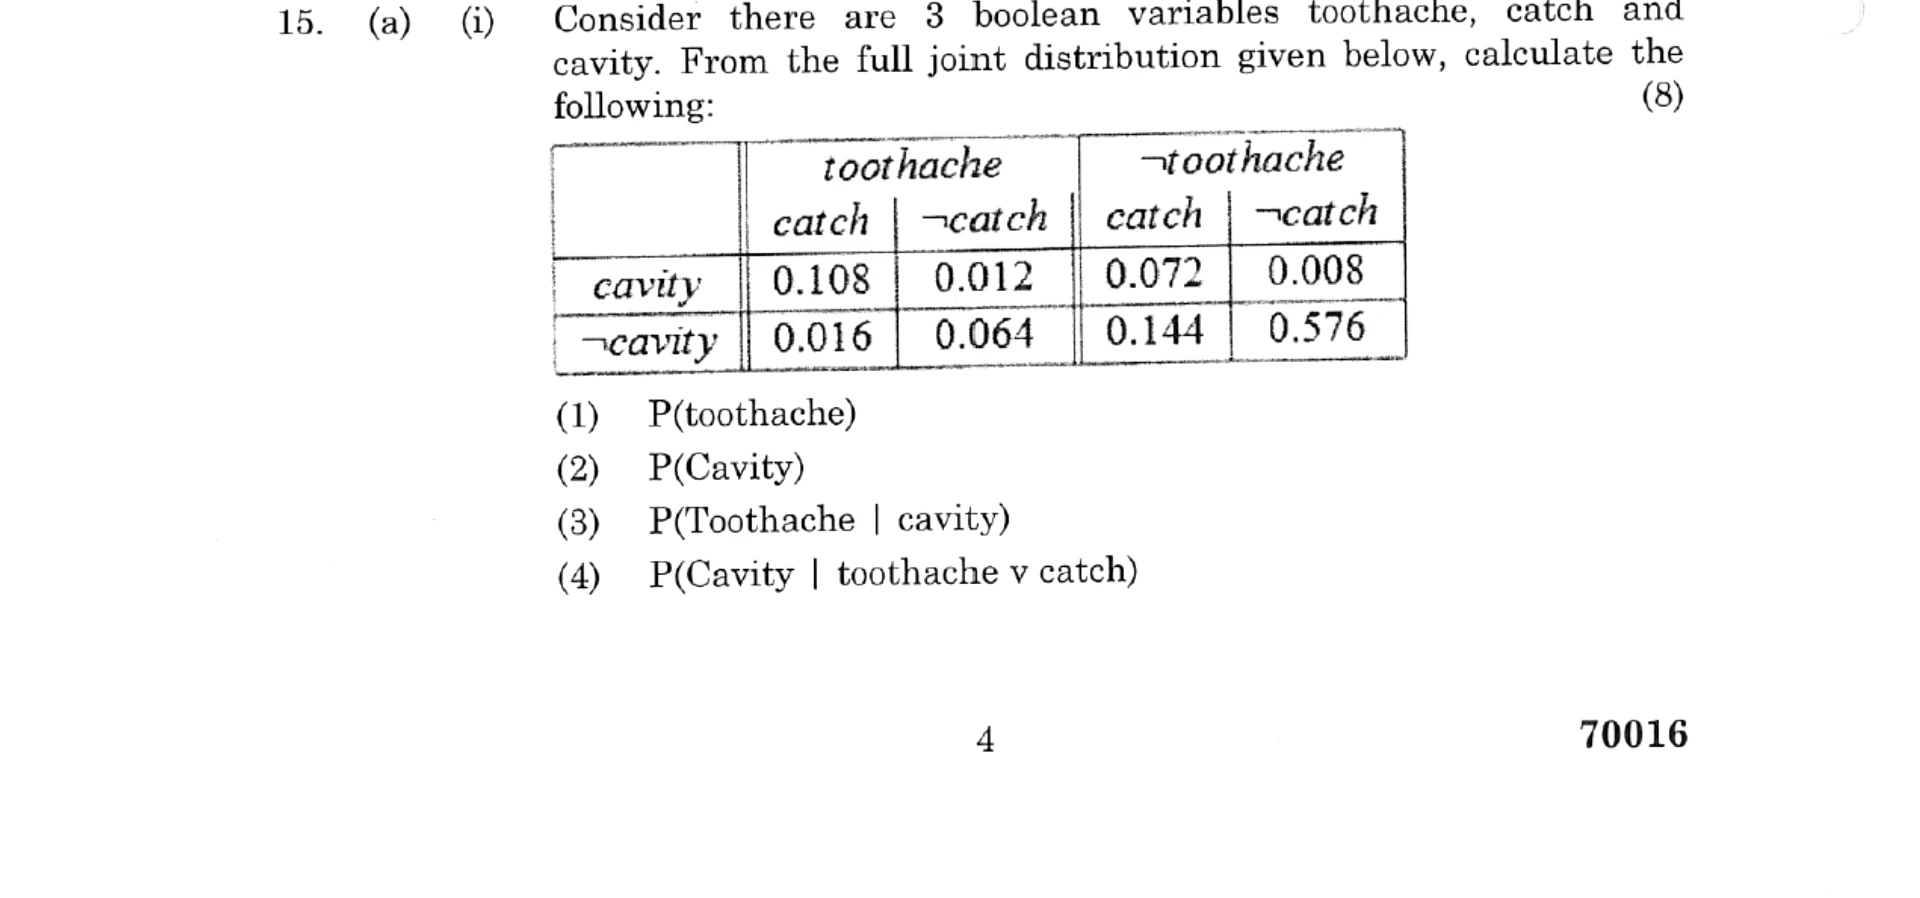 15. (a) (i) Consider there are 3 boolean variables toothache, catch and
cavity. From the full joint distribution given below, calculate the
following: (8)
toothache ¬toothache
catch ¬catch catch ¬catch
cavity 0.108 0.012 0.072 0.008
¬cavity 0.016 0.064 0.144 0.576
(1) P(toothache)
(2) P(Cavity)
(3) P(Toothache | cavity)
(4) P(Cavity | toothache v catch)
4 70016